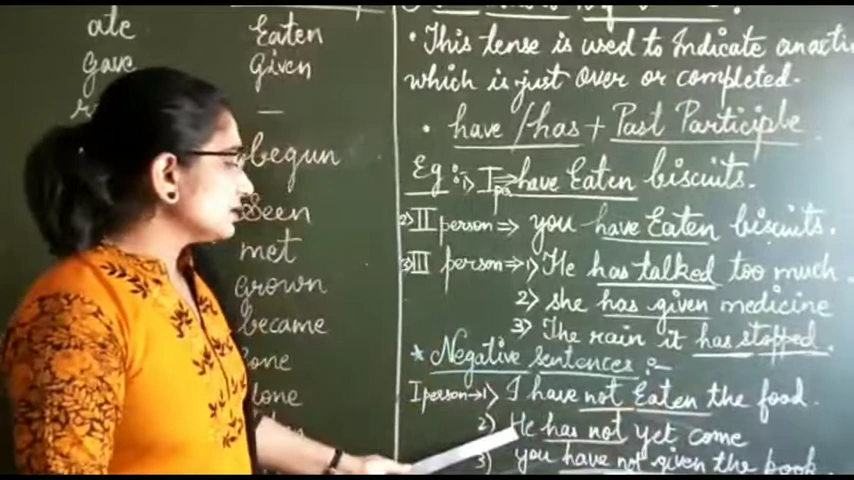 ate Eaten
gave Given
—
begun
Seen
met
grown
became
• This tense is used to Indicate an acti
which is just over or completed.
• have / has + Past Participle
Eg:- 1) I have Eaten biscuits.
2) II person ⇒ you have Eaten biscuits.
3) III person ⇒ 1) He has talked too much
2) she has given medicine
3) The rain it has stopped.
* Negative sentences :-
I person → 1) I have not Eaten the food.
2) He has not yet come
3) you have not given the book